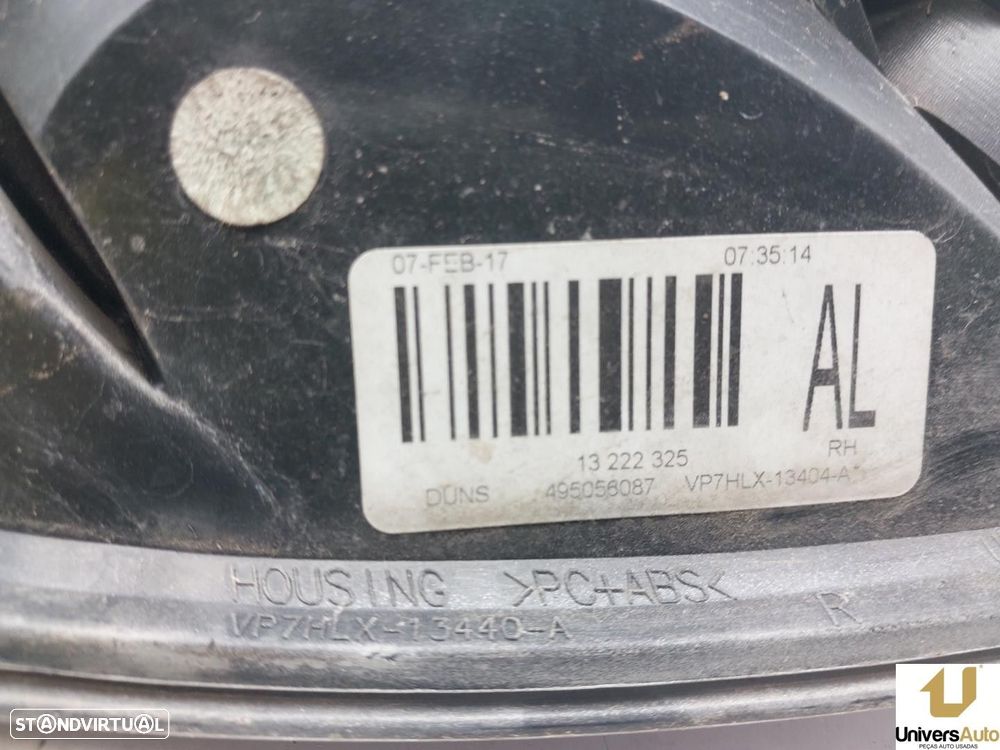 07-FEB-17 07:35:14
AL
RH
13 222 325
DUNS 495056087 VP7HLX-13404-A*
HOUSING >PC+ABS<
VP7HLX-13440-A
R
STANDVIRTUAL
UniversAuto
PEÇAS AUTO USADAS